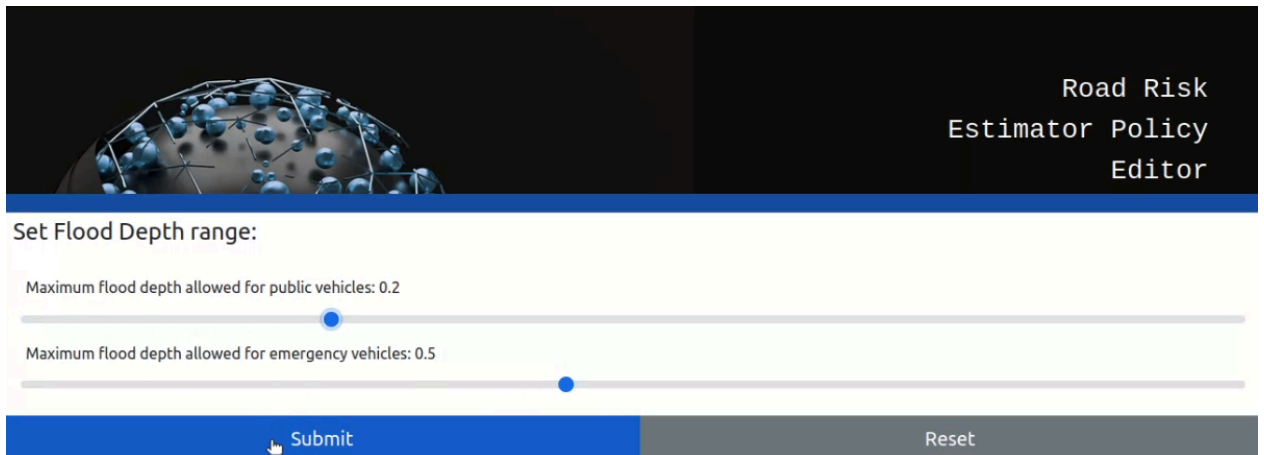 Road Risk
Estimator Policy
Editor
Set Flood Depth range:
Maximum flood depth allowed for public vehicles: 0.2
Maximum flood depth allowed for emergency vehicles: 0.5
Submit
Reset